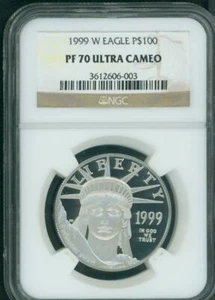 1999 W EAGLE P$100
PF 70 ULTRA CAMEO
3612606-003
NGC
LIBERTY
1999
IN GOD
WE
TRUST